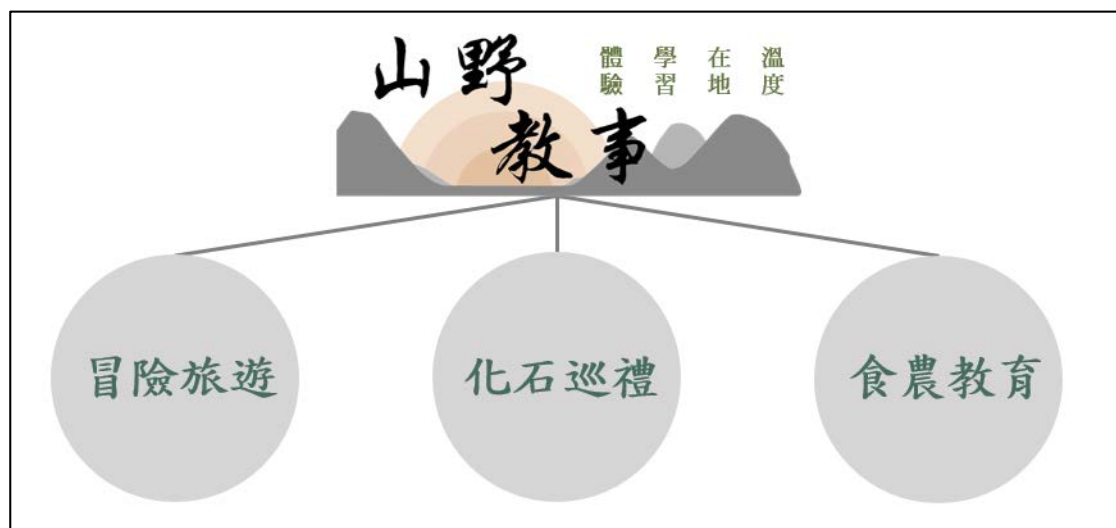 山野
教事
體驗 學習 在地 溫度
冒險旅遊
化石巡禮
食農教育